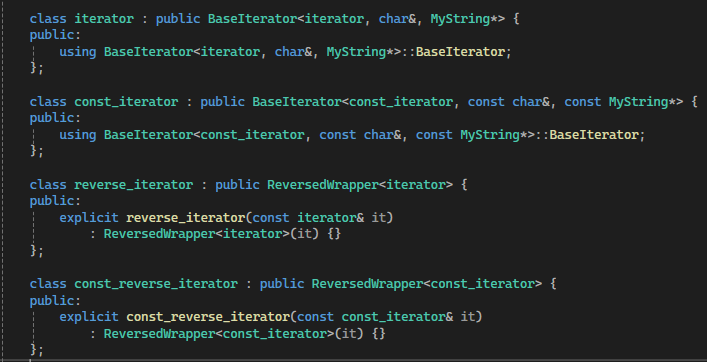 class iterator : public BaseIterator<iterator, char&, MyString*> {
public:
    using BaseIterator<iterator, char&, MyString*>::BaseIterator;
};

class const_iterator : public BaseIterator<const_iterator, const char&, const MyString*> {
public:
    using BaseIterator<const_iterator, const char&, const MyString*>::BaseIterator;
};

class reverse_iterator : public ReversedWrapper<iterator> {
public:
    explicit reverse_iterator(const iterator& it)
        : ReversedWrapper<iterator>(it) {}
};

class const_reverse_iterator : public ReversedWrapper<const_iterator> {
public:
    explicit const_reverse_iterator(const const_iterator& it)
        : ReversedWrapper<const_iterator>(it) {}
};